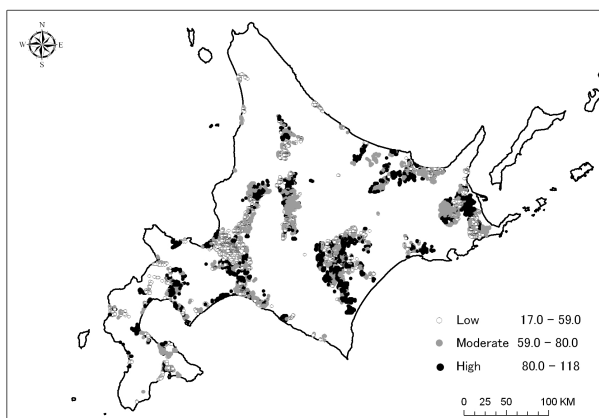 N
W E
S
Low 17.0 – 59.0
Moderate 59.0 – 80.0
High 80.0 – 118
0 25 50 100 KM